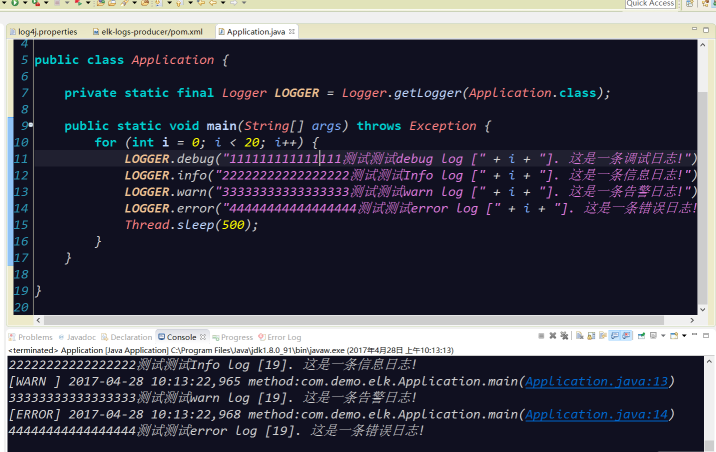 Quick Access
log4j.properties elk-logs-producer/pom.xml Application.java
4
5 public class Application {
6
7 private static final Logger LOGGER = Logger.getLogger(Application.class);
8
9 public static void main(String[] args) throws Exception {
10 for (int i = 0; i < 20; i++) {
11 LOGGER.debug("111111111111111测试测试debug log [" + i + "]. 这是一条调试日志!")
12 LOGGER.info("22222222222222222测试测试Info log [" + i + "]. 这是一条信息日志!")
13 LOGGER.warn("33333333333333333测试测试warn log [" + i + "]. 这是一条告警日志!")
14 LOGGER.error("44444444444444444测试测试error log [" + i + "]. 这是一条错误日志!
15 Thread.sleep(500);
16 }
17 }
18
19 }
20
Problems Javadoc Declaration Console Progress Error Log
<terminated> Application [Java Application] C:\Program Files\Java\jdk1.8.0_91\bin\javaw.exe (2017年4月28日 上午10:13:13)
22222222222222222测试测试Info log [19]. 这是一条信息日志!
[WARN ] 2017-04-28 10:13:22,965 method:com.demo.elk.Application.main(Application.java:13)
33333333333333333测试测试warn log [19]. 这是一条告警日志!
[ERROR] 2017-04-28 10:13:22,968 method:com.demo.elk.Application.main(Application.java:14)
44444444444444444测试测试error log [19]. 这是一条错误日志!